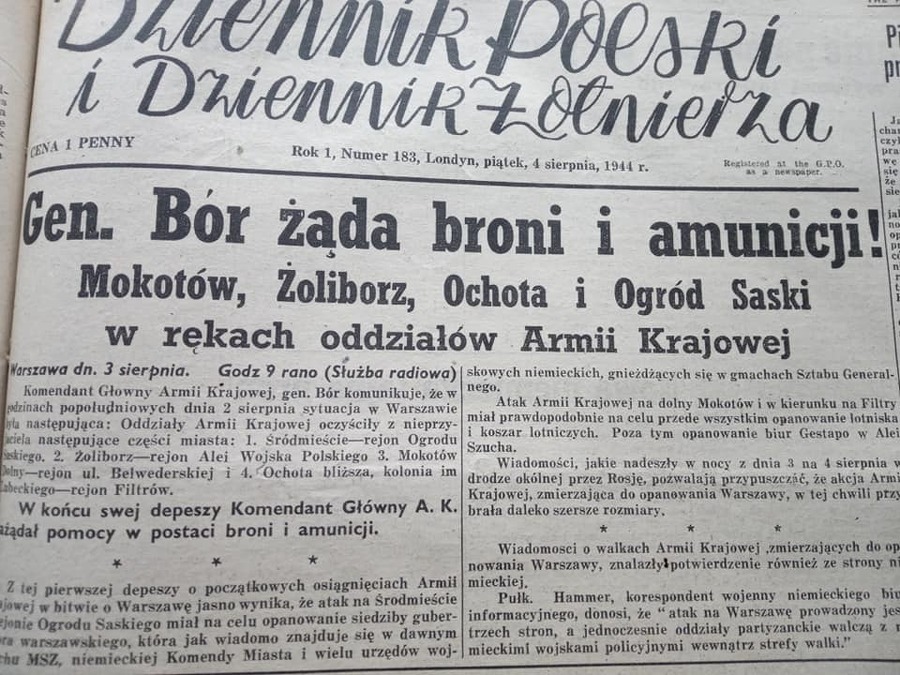 Dziennik Polski
i Dziennik Żołnierza
CENA 1 PENNY
Rok 1, Numer 183, Londyn, piątek, 4 sierpnia, 1944 r.
Registered at the G.P.O.
as a newspaper.
Gen. Bór żąda broni i amunicji!
Mokotów, Żoliborz, Ochota i Ogród Saski
w rękach oddziałów Armii Krajowej
Warszawa dn. 3 sierpnia. Godz 9 rano (Służba radiowa)
Komendant Głowny Armii Krajowej, gen. Bór komunikuje, że w
godzinach popołudniowych dnia 2 sierpnia sytuacja w Warszawie
była następująca: Oddziały Armii Krajowej oczyściły z nieprzy-
jaciela następujące części miasta: 1. Śródmieście—rejon Ogrodu
Saskiego. 2. Żoliborz—rejon Alei Wojska Polskiego 3. Mokotów
Dolny—rejon ul. Belwederskiej i 4. Ochota bliższa, kolonia im
Lubeckiego—rejon Filtrów.
W końcu swej depeszy Komendant Główny A. K.
zażądał pomocy w postaci broni i amunicji.
* * *
Z tej pierwszej depeszy o początkowych osiągnięciach Armii
Krajowej w bitwie o Warszawę jasno wynika, że atak na Śrođmieście
rejonie Ogrodu Saskiego miał na celu opanowanie siedziby guber-
warszawskiego, która jak wiadomo znajduje się w dawnym
MSZ, niemieckiej Komendy Miasta i wielu urzędów woj-
skowych niemieckich, gnieżdżących się w gmachach Sztabu General-
nego.
Atak Armii Krajowej na dolny Mokotów i w kierunku na Filtry
miał prawdopodobnie na celu przede wszystkim opanowanie lotniska
i koszar lotniczych. Poza tym opanowanie biur Gestapo w Alei
Szucha.
Wiadomości, jakie nadeszły w nocy z dnia 3 na 4 sierpnia w
drodze okólnej przez Rosję, pozwalają przypuszczać, że akcja Armi
Krajowej, zmierzająca do opanowania Warszawy, w tej chwili przy
brała daleko szersze rozmiary.
* * *
Wiadomosci o walkach Armii Krajowej ,zmierzających do op
nowania Warszawy, znalazły potwierdzenie również ze strony ni
mieckiej.
Pułk. Hammer, korespondent wojenny niemieckiego biu
informacyjnego, donosi, że " atak na Warszawę prowadzony jes
trzech stron, a jednoczesnie oddziały partyzanckie walczą z n
mieckimi wojskami policyjnymi wewnątrz strefy walki."